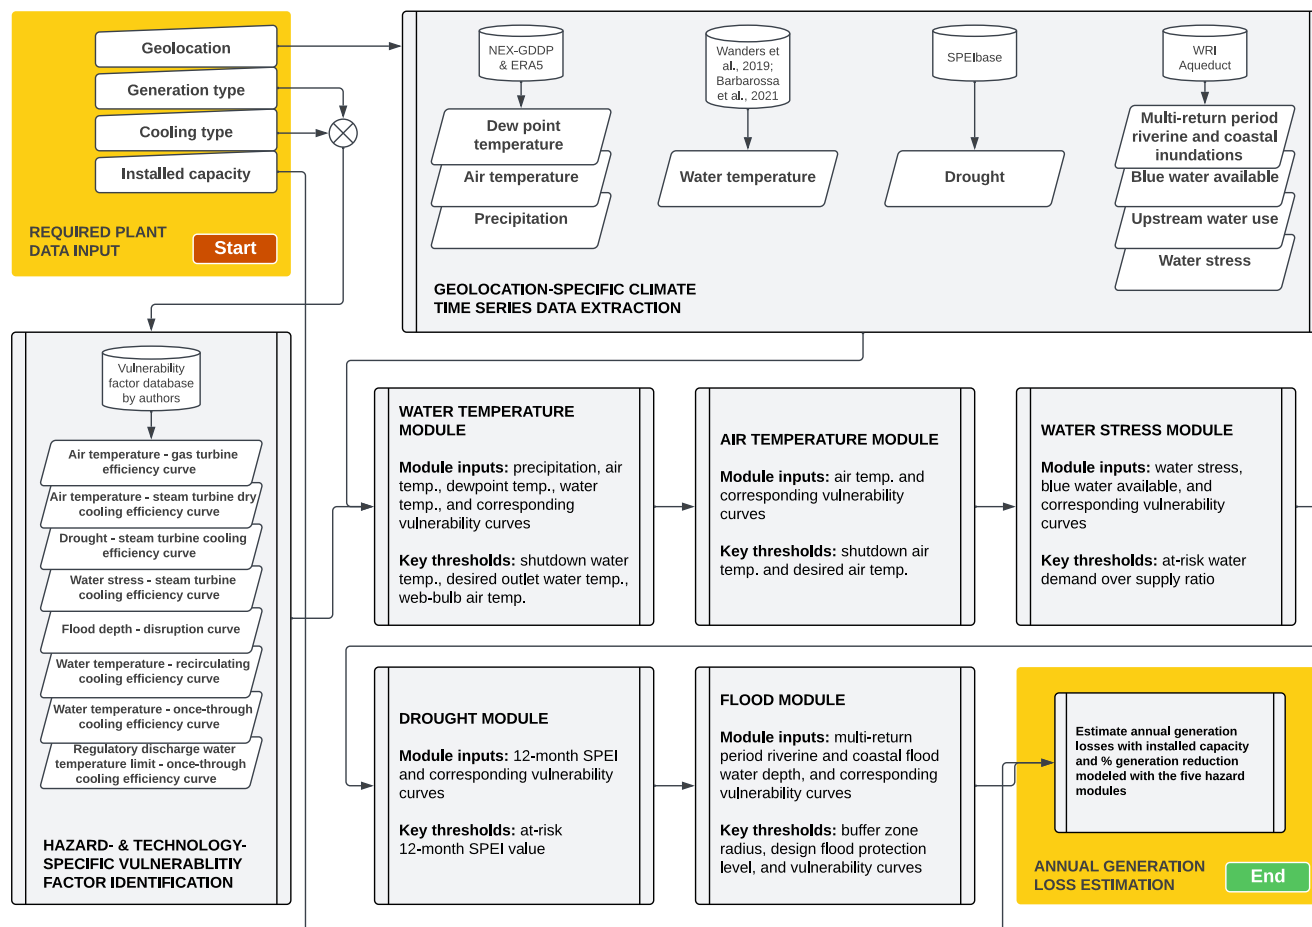 Geolocation
Generation type
Cooling type
Installed capacity
REQUIRED PLANT
DATA INPUT
Start
NEX-GDDP
& ERA5
Dew point
temperature
Air temperature
Precipitation
Wanders et
al., 2019;
Barbarossa
et al., 2021
Water temperature
SPEIbase
Drought
WRI
Aqueduct
Multi-return period
riverine and coastal
inundations
Blue water available
Upstream water use
Water stress
GEOLOCATION-SPECIFIC CLIMATE
TIME SERIES DATA EXTRACTION
Vulnerability
factor database
by authors
Air temperature - gas turbine
efficiency curve
Air temperature - steam turbine dry
cooling efficiency curve
Drought - steam turbine cooling
efficiency curve
Water stress - steam turbine
cooling efficiency curve
Flood depth - disruption curve
Water temperature - recirculating
cooling efficiency curve
Water temperature - once-through
cooling efficiency curve
Regulatory discharge water
temperature limit - once-through
cooling efficiency curve
HAZARD- & TECHNOLOGY-
SPECIFIC VULNERABLITIY
FACTOR IDENTIFICATION
WATER TEMPERATURE
MODULE
Module inputs: precipitation, air
temp., dewpoint temp., water
temp., and corresponding
vulnerability curves
Key thresholds: shutdown water
temp., desired outlet water temp.,
web-bulb air temp.
AIR TEMPERATURE MODULE
Module inputs: air temp. and
corresponding vulnerability
curves
Key thresholds: shutdown air
temp. and desired air temp.
WATER STRESS MODULE
Module inputs: water stress,
blue water available, and
corresponding vulnerability
curves
Key thresholds: at-risk water
demand over supply ratio
DROUGHT MODULE
Module inputs: 12-month SPEI
and corresponding vulnerability
curves
Key thresholds: at-risk
12-month SPEI value
FLOOD MODULE
Module inputs: multi-return
period riverine and coastal flood
water depth, and corresponding
vulnerability curves
Key thresholds: buffer zone
radius, design flood protection
level, and vulnerability curves
Estimate annual generation
losses with installed capacity
and % generation reduction
modeled with the five hazard
modules
ANNUAL GENERATION
LOSS ESTIMATION
End